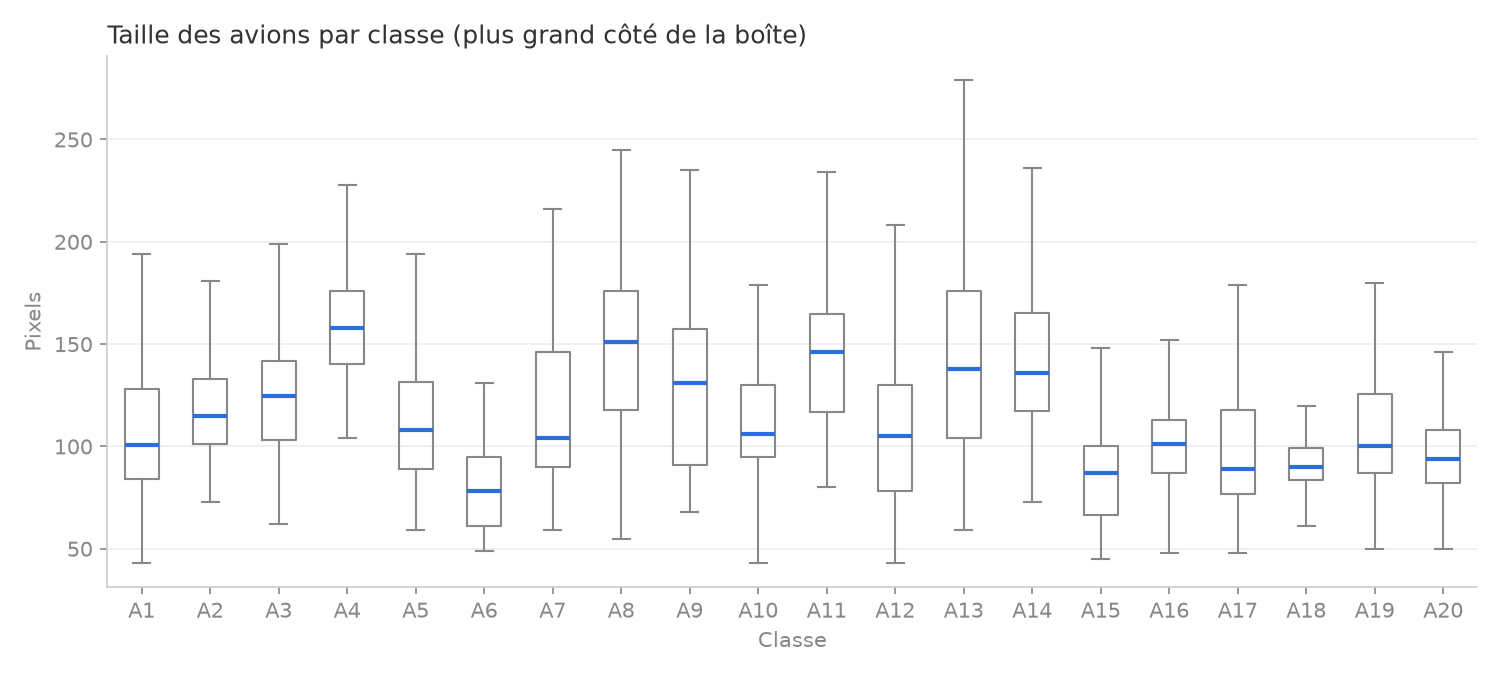 Taille des avions par classe (plus grand côté de la boîte)
250
200
150
100
50
Pixels
A1 A2 A3 A4 A5 A6 A7 A8 A9 A10 A11 A12 A13 A14 A15 A16 A17 A18 A19 A20
Classe